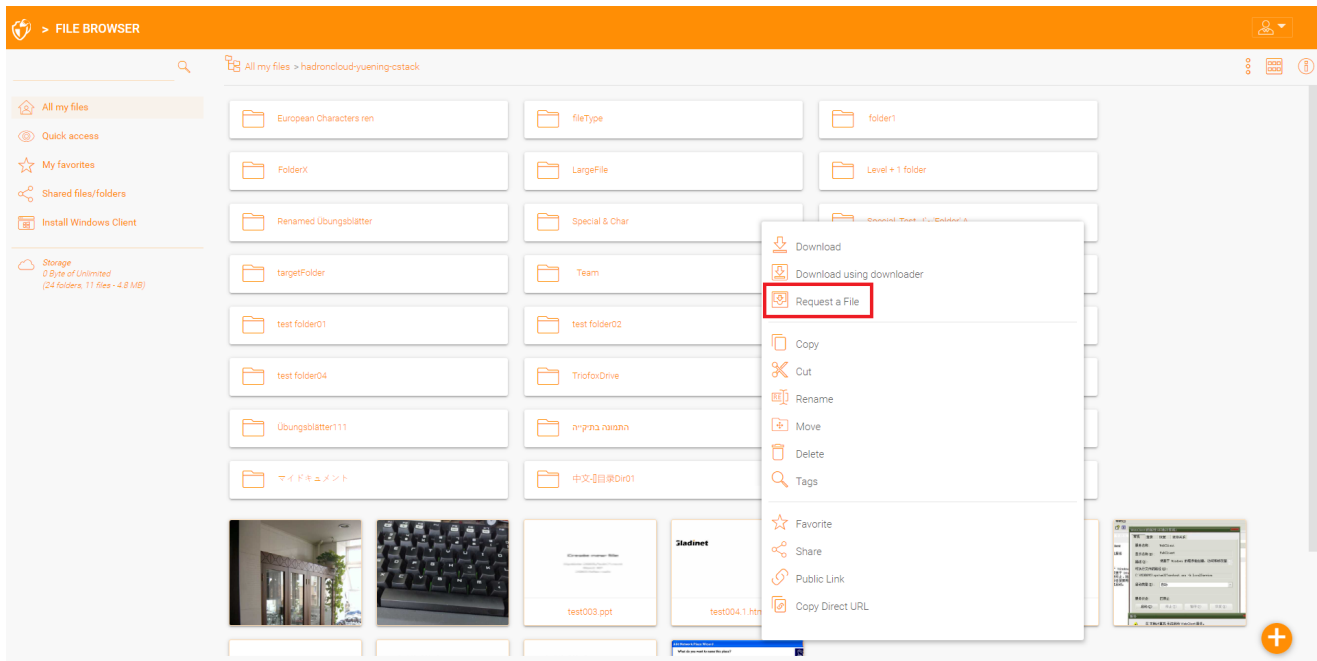 > FILE BROWSER
All my files > hadroncloud-yuening-cstack
All my files
Quick access
My favorites
Shared files/folders
Install Windows Client
Storage
0 Byte of Unlimited
(24 folders, 11 files - 4.8 MB)
European Characters ren
fileType
folder1
FolderX
LargeFile
Level + 1 folder
Renamed Übungsblätter
Special & Char
targetFolder
Team
test folder01
test folder02
test folder04
TriofoxDrive
Übungsblätter111
התמונה בתיקייה
マイドキュメント
Download
Download using downloader
Request a File
Copy
Cut
Rename
Move
Delete
Tags
Favorite
Share
Public Link
Copy Direct URL
Gladinet
test003.ppt
test004.1.htm